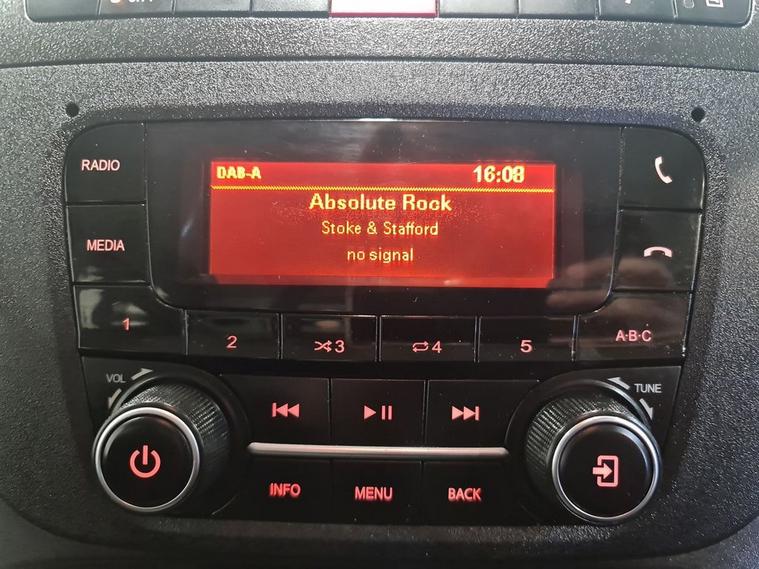 RADIO
DAB-A 16:08
Absolute Rock
Stoke & Stafford
no signal
MEDIA
1 2 3 4 5 A·B·C
VOL TUNE
INFO MENU BACK